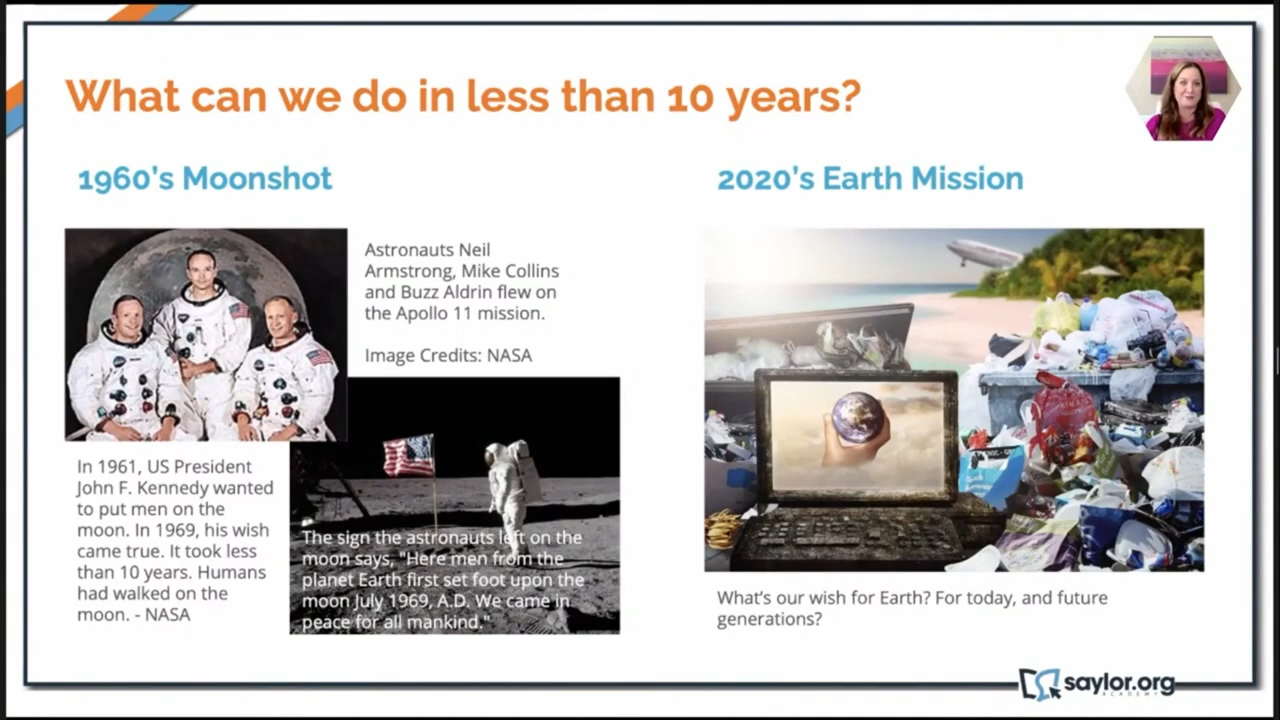 What can we do in less than 10 years?
1960's Moonshot
Astronauts Neil
Armstrong, Mike Collins
and Buzz Aldrin flew on
the Apollo 11 mission.
Image Credits: NASA
In 1961, US President
John F. Kennedy wanted
to put men on the
moon. In 1969, his wish
came true. It took less
than 10 years. Humans
had walked on the
moon. - NASA
The sign the astronauts left on the
moon says, "Here men from the
planet Earth first set foot upon the
moon July 1969, A.D. We came in
peace for all mankind."
2020's Earth Mission
What's our wish for Earth? For today, and future
generations?
saylor.org
ACADEMY